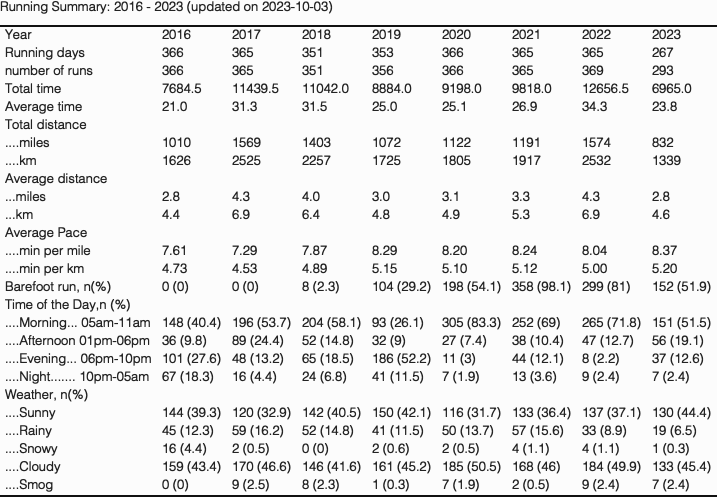 Running Summary: 2016 - 2023 (updated on 2023-10-03)
Year 2016 2017 2018 2019 2020 2021 2022 2023
Running days 366 365 351 353 366 365 365 267
number of runs 366 365 351 356 366 365 369 293
Total time 7684.5 11439.5 11042.0 8884.0 9198.0 9818.0 12656.5 6965.0
Average time 21.0 31.3 31.5 25.0 25.1 26.9 34.3 23.8
Total distance
....miles 1010 1569 1403 1072 1122 1191 1574 832
....km 1626 2525 2257 1725 1805 1917 2532 1339
Average distance
...miles 2.8 4.3 4.0 3.0 3.1 3.3 4.3 2.8
...km 4.4 6.9 6.4 4.8 4.9 5.3 6.9 4.6
Average Pace
....min per mile 7.61 7.29 7.87 8.29 8.20 8.24 8.04 8.37
....min per km 4.73 4.53 4.89 5.15 5.10 5.12 5.00 5.20
Barefoot run, n(%) 0 (0) 0 (0) 8 (2.3) 104 (29.2) 198 (54.1) 358 (98.1) 299 (81) 152 (51.9)
Time of the Day,n (%)
....Morning... 05am-11am 148 (40.4) 196 (53.7) 204 (58.1) 93 (26.1) 305 (83.3) 252 (69) 265 (71.8) 151 (51.5)
....Afternoon 01pm-06pm 36 (9.8) 89 (24.4) 52 (14.8) 32 (9) 27 (7.4) 38 (10.4) 47 (12.7) 56 (19.1)
....Evening... 06pm-10pm 101 (27.6) 48 (13.2) 65 (18.5) 186 (52.2) 11 (3) 44 (12.1) 8 (2.2) 37 (12.6)
....Night....... 10pm-05am 67 (18.3) 16 (4.4) 24 (6.8) 41 (11.5) 7 (1.9) 13 (3.6) 9 (2.4) 7 (2.4)
Weather, n(%)
....Sunny 144 (39.3) 120 (32.9) 142 (40.5) 150 (42.1) 116 (31.7) 133 (36.4) 137 (37.1) 130 (44.4)
....Rainy 45 (12.3) 59 (16.2) 52 (14.8) 41 (11.5) 50 (13.7) 57 (15.6) 33 (8.9) 19 (6.5)
....Snowy 16 (4.4) 2 (0.5) 0 (0) 2 (0.6) 2 (0.5) 4 (1.1) 4 (1.1) 1 (0.3)
....Cloudy 159 (43.4) 170 (46.6) 146 (41.6) 161 (45.2) 185 (50.5) 168 (46) 184 (49.9) 133 (45.4)
....Smog 0 (0) 9 (2.5) 8 (2.3) 1 (0.3) 7 (1.9) 2 (0.5) 9 (2.4) 7 (2.4)